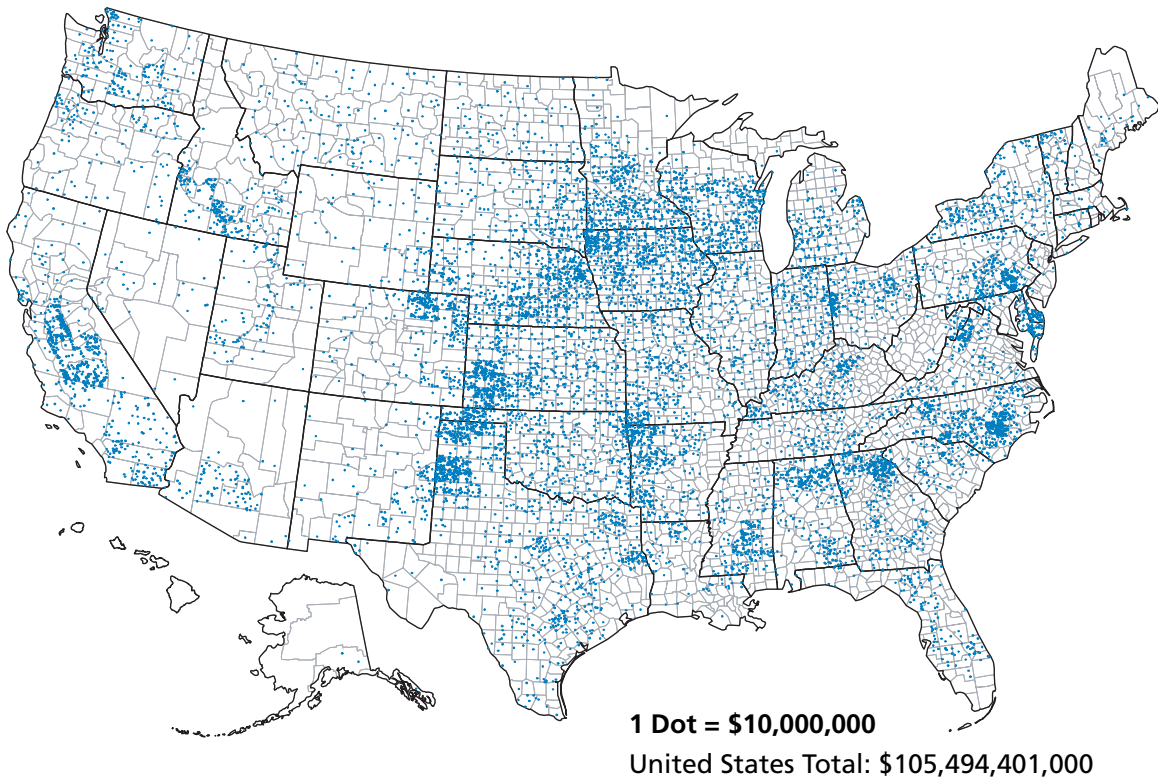 1 Dot = $10,000,000
United States Total: $105,494,401,000